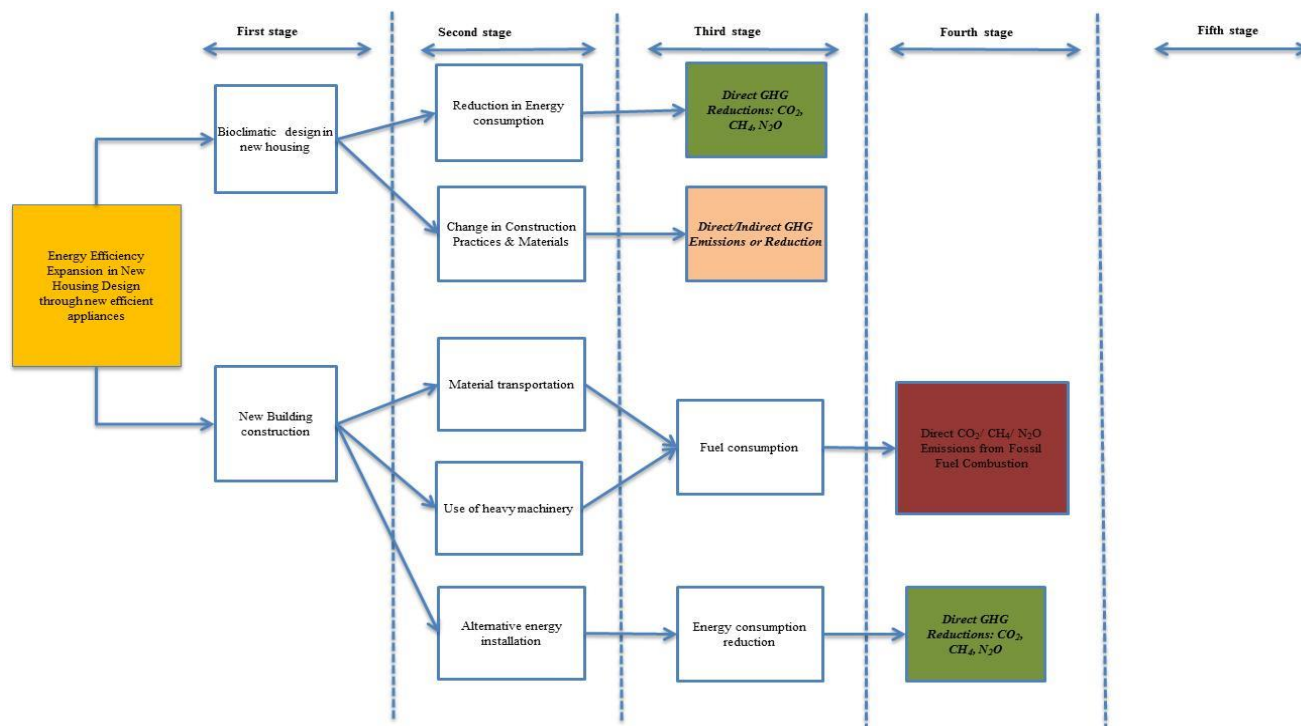 First stage
Second stage
Third stage
Fourth stage
Fifth stage
Energy Efficiency
Expansion in New
Housing Design
through new efficient
appliances
Bioclimatic design in
new housing
Reduction in Energy
consumption
Direct GHG
Reductions: CO₂,
CH₄, N₂O
Change in Construction
Practices & Materials
Direct/Indirect GHG
Emissions or Reduction
New Building
construction
Material transportation
Use of heavy machinery
Fuel consumption
Direct CO₂/ CH₄/ N₂O
Emissions from Fossil
Fuel Combustion
Alternative energy
installation
Energy consumption
reduction
Direct GHG
Reductions: CO₂,
CH₄, N₂O